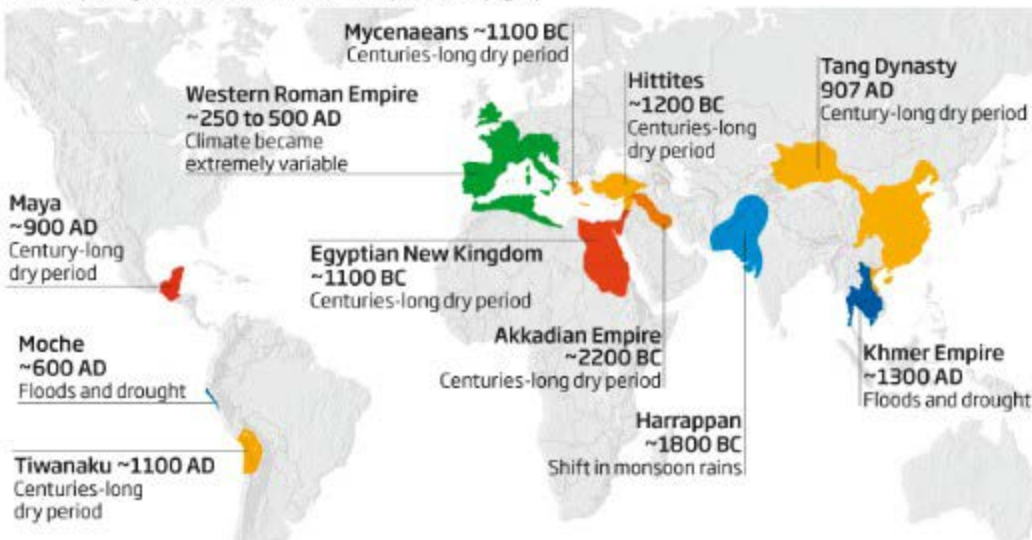 Mycenaeans ~1100 BC
Centuries-long dry period
Western Roman Empire
~250 to 500 AD
Climate became
extremely variable
Hittites
~1200 BC
Centuries-long
dry period
Tang Dynasty
907 AD
Century-long dry period
Maya
~900 AD
Century-long
dry period
Egyptian New Kingdom
~1100 BC
Centuries-long dry period
Akkadian Empire
~2200 BC
Centuries-long dry period
Moche
~600 AD
Floods and drought
Khmer Empire
~1300 AD
Floods and drought
Harrappan
~1800 BC
Shift in monsoon rains
Tiwanaku ~1100 AD
Centuries-long
dry period